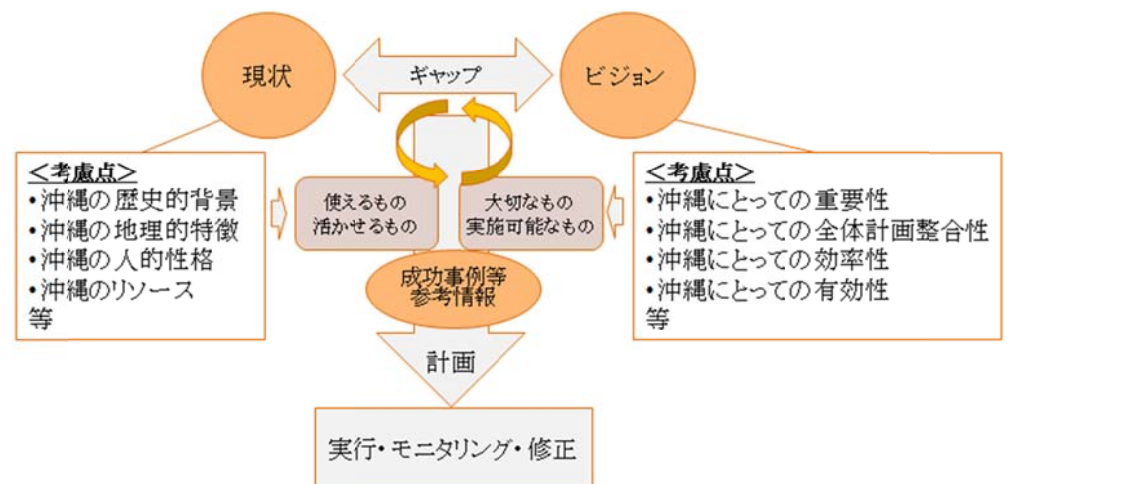 現状
ギャップ
ビジョン
＜考慮点＞
•沖縄の歴史的背景
•沖縄の地理的特徴
•沖縄の人的性格
•沖縄のリソース
等
使えるもの
活かせるもの
大切なもの
実施可能なもの
＜考慮点＞
•沖縄にとっての重要性
•沖縄にとっての全体計画整合性
•沖縄にとっての効率性
•沖縄にとっての有効性
等
成功事例等
参考情報
計画
実行・モニタリング・修正